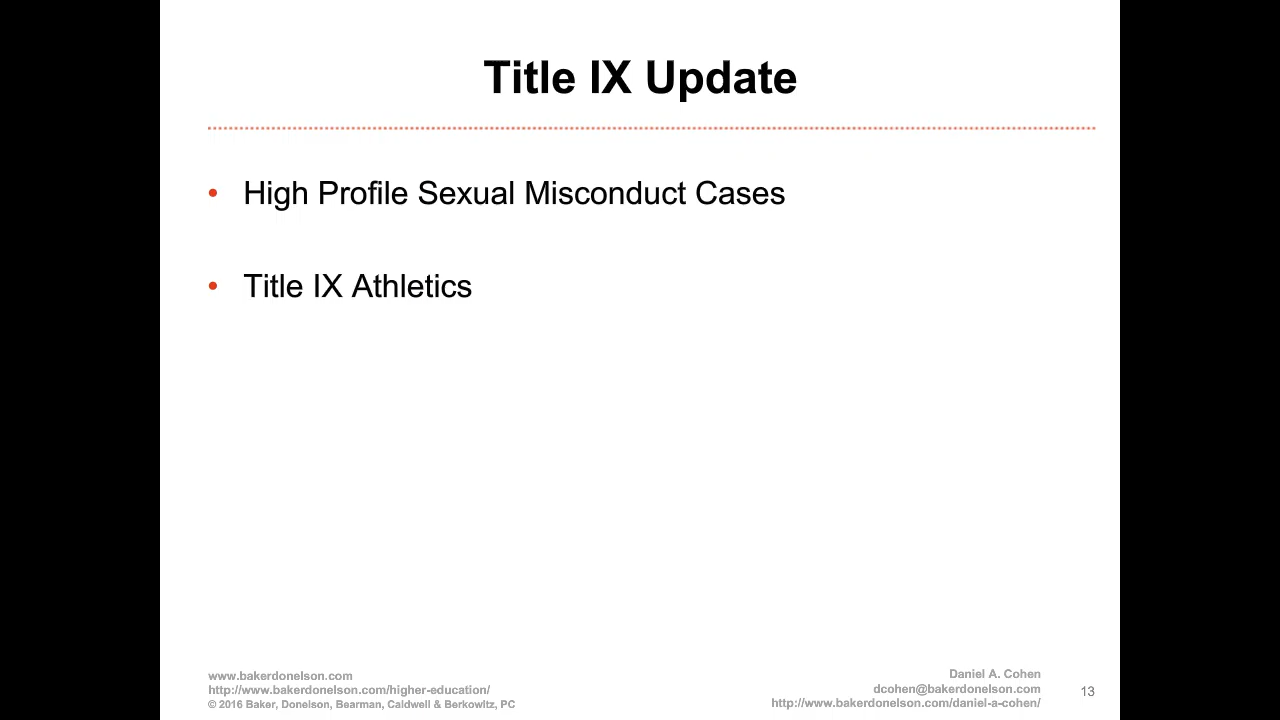 Title IX Update
• High Profile Sexual Misconduct Cases
• Title IX Athletics
www.bakerdonelson.com
http://www.bakerdonelson.com/higher-education/
© 2016 Baker, Donelson, Bearman, Caldwell & Berkowitz, PC
Daniel A. Cohen
dcohen@bakerdonelson.com
http://www.bakerdonelson.com/daniel-a-cohen/
13